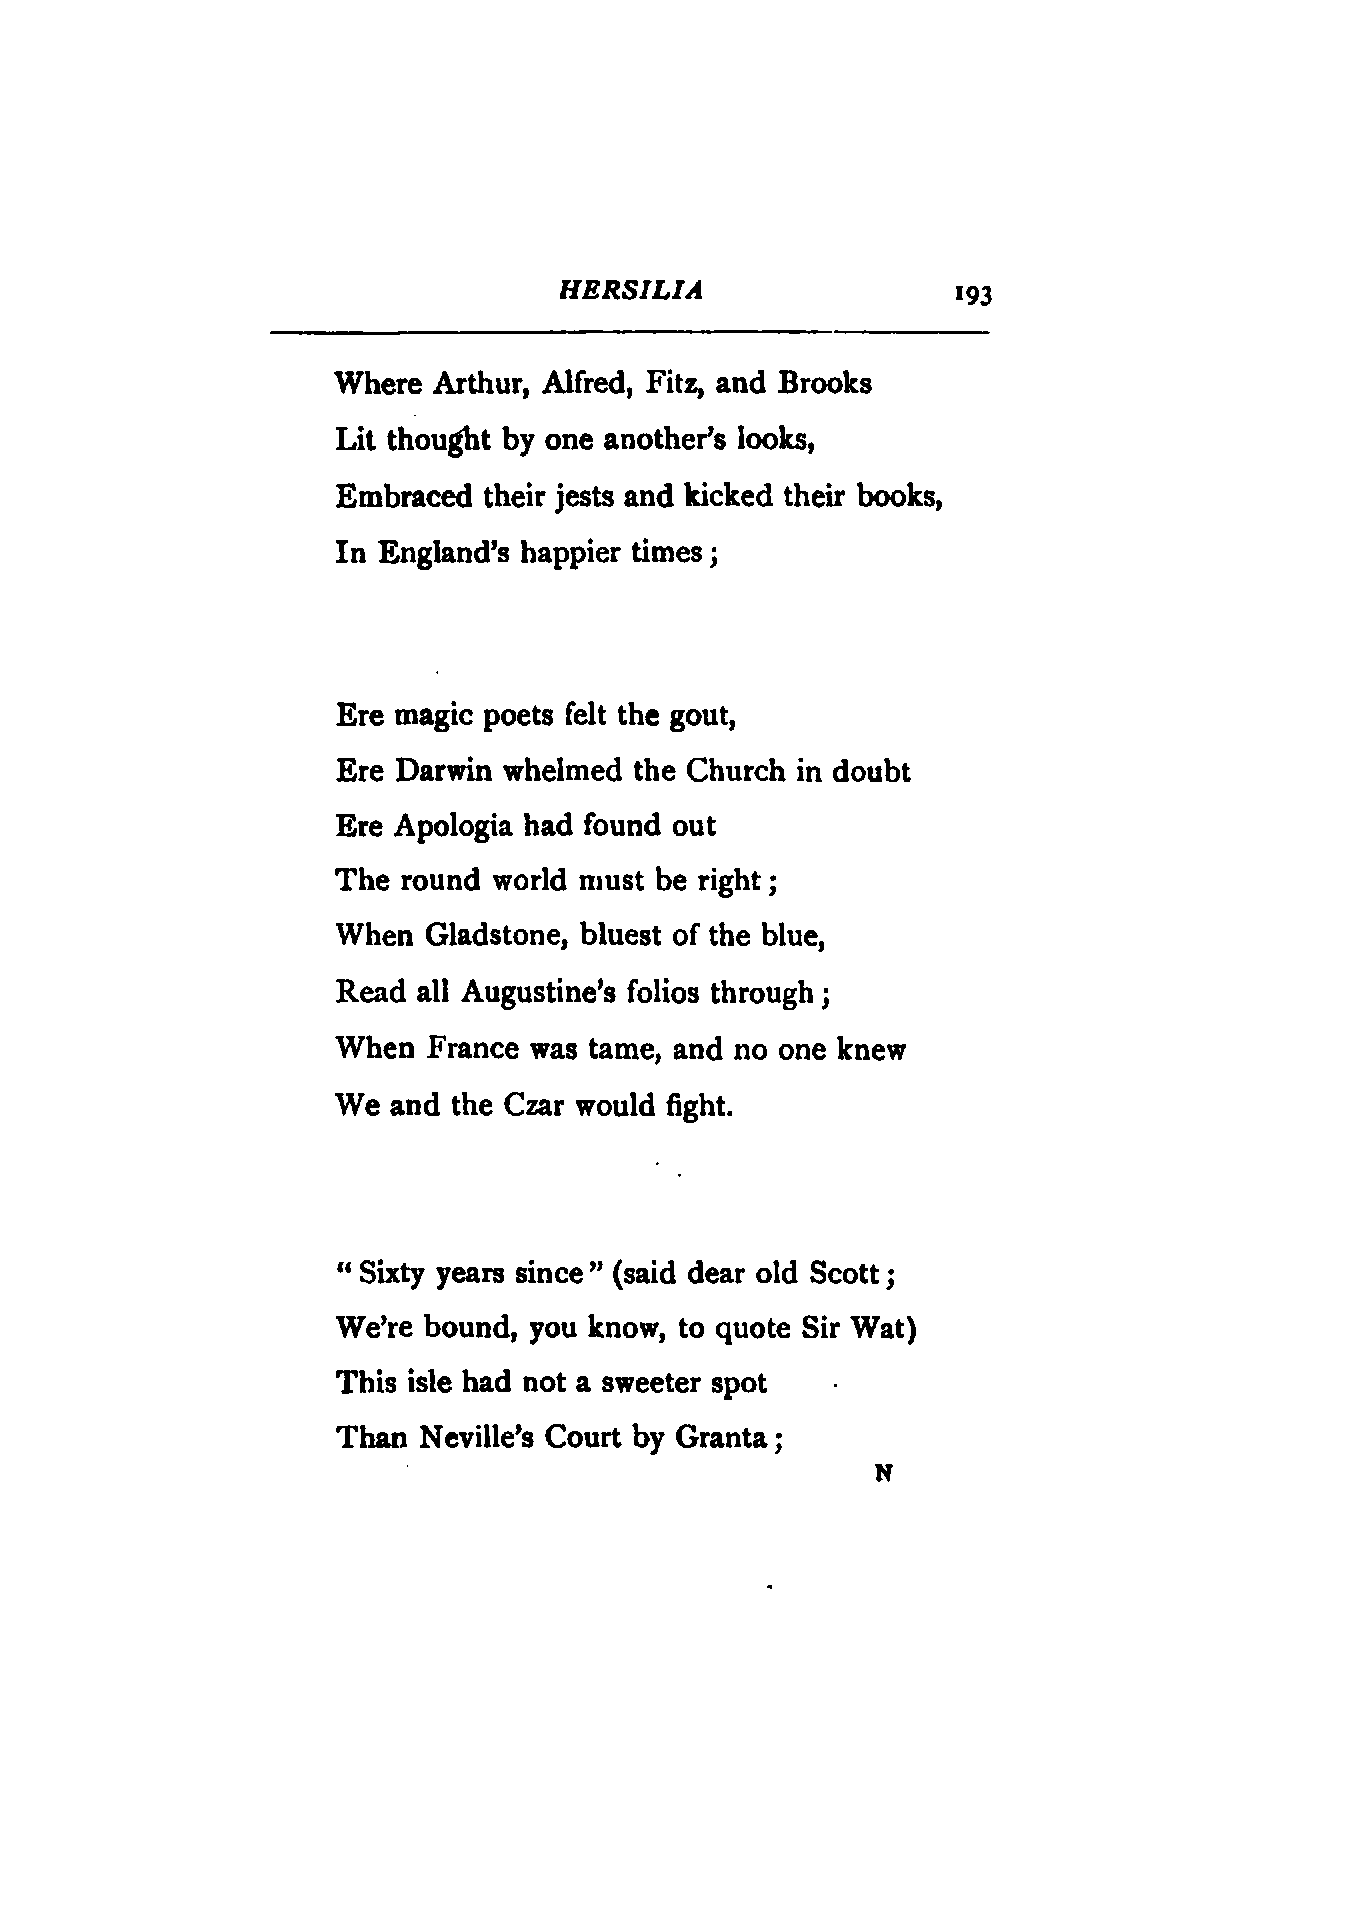 HERSILIA 193
Where Arthur, Alfred, Fitz, and Brooks
Lit thought by one another's looks,
Embraced their jests and kicked their books,
In England's happier times;
Ere magic poets felt the gout,
Ere Darwin whelmed the Church in doubt
Ere Apologia had found out
The round world must be right;
When Gladstone, bluest of the blue,
Read all Augustine's folios through;
When France was tame, and no one knew
We and the Czar would fight.
"Sixty years since" (said dear old Scott;
We're bound, you know, to quote Sir Wat)
This isle had not a sweeter spot
Than Neville's Court by Granta;
N